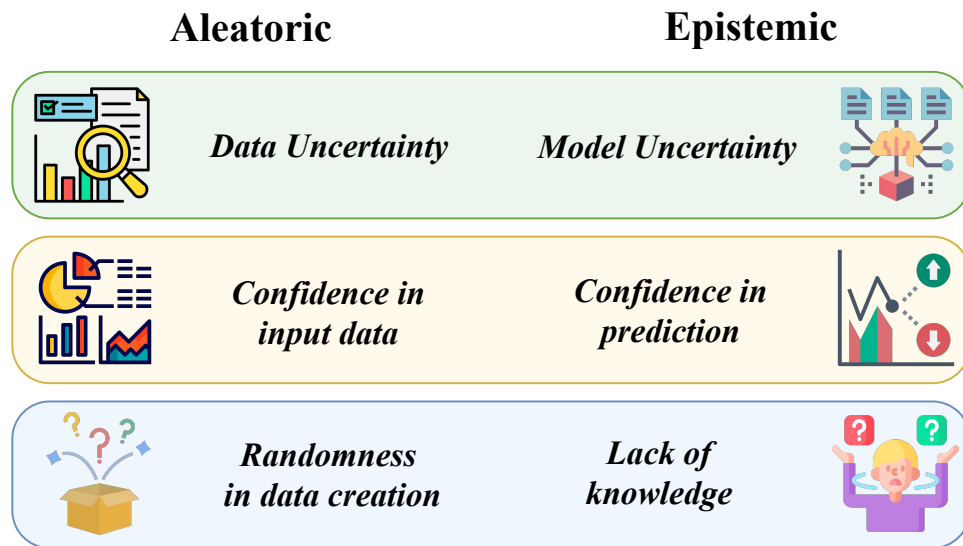 Aleatoric
Epistemic
Data Uncertainty
Model Uncertainty
Confidence in
input data
Confidence in
prediction
Randomness
in data creation
Lack of
knowledge
? ? ?
? ?